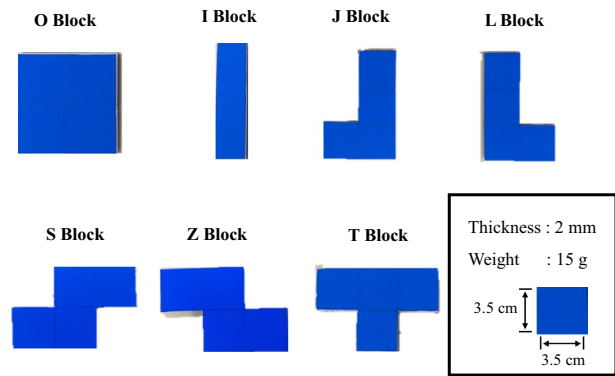 O Block
I Block
J Block
L Block
S Block
Z Block
T Block
Thickness : 2 mm
Weight : 15 g
3.5 cm
3.5 cm